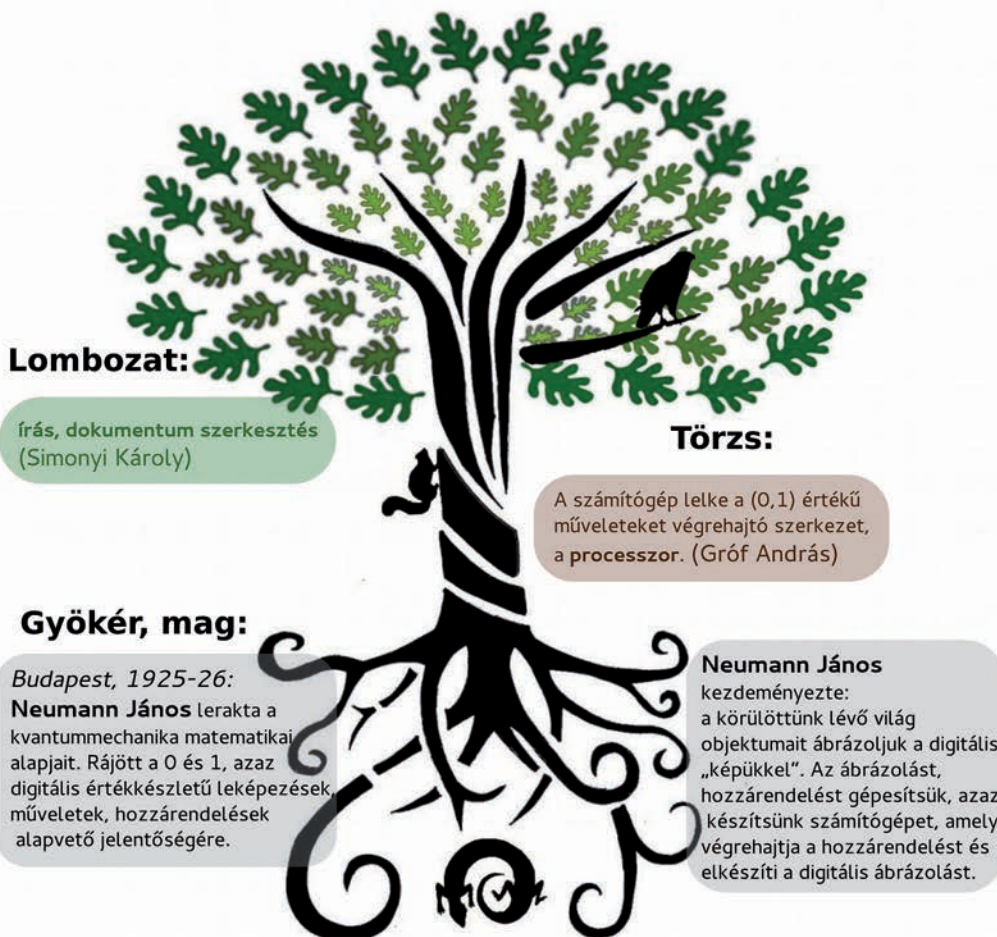 Lombozat:
írás, dokumentum szerkesztés
(Simonyi Károly)
Törzs:
A számítógép lelke a (0,1) értékű
műveleteket végrehajtó szerkezet,
a processzor. (Gróf András)
Gyökér, mag:
Budapest, 1925-26:
Neumann János lerakta a
kvantummechanika matematikai
alapjait. Rájött a 0 és 1, azaz
digitális értékkészletű leképezések,
műveletek, hozzárendelések
alapvető jelentőségére.
Neumann János
kezdeményezte:
a körülöttünk lévő világ
objektumait ábrázoljuk a digitális
„képükkel”. Az ábrázolást,
hozzárendelést gépesítsük, azaz
készítsünk számítógépet, amely
végrehajtja a hozzárendelést és
elkészíti a digitális ábrázolást.